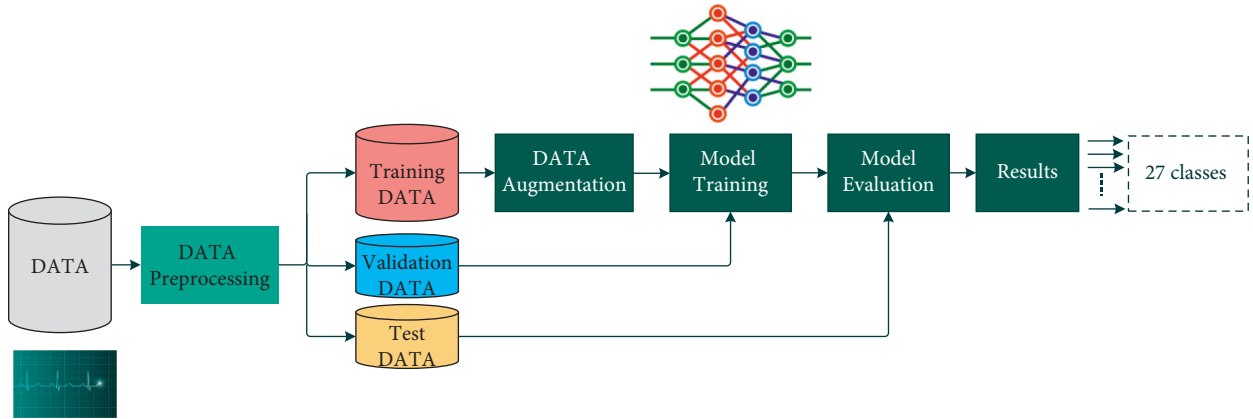 DATA
DATA
Preprocessing
Training
DATA
Validation
DATA
Test
DATA
DATA
Augmentation
Model
Training
Model
Evaluation
Results
27 classes